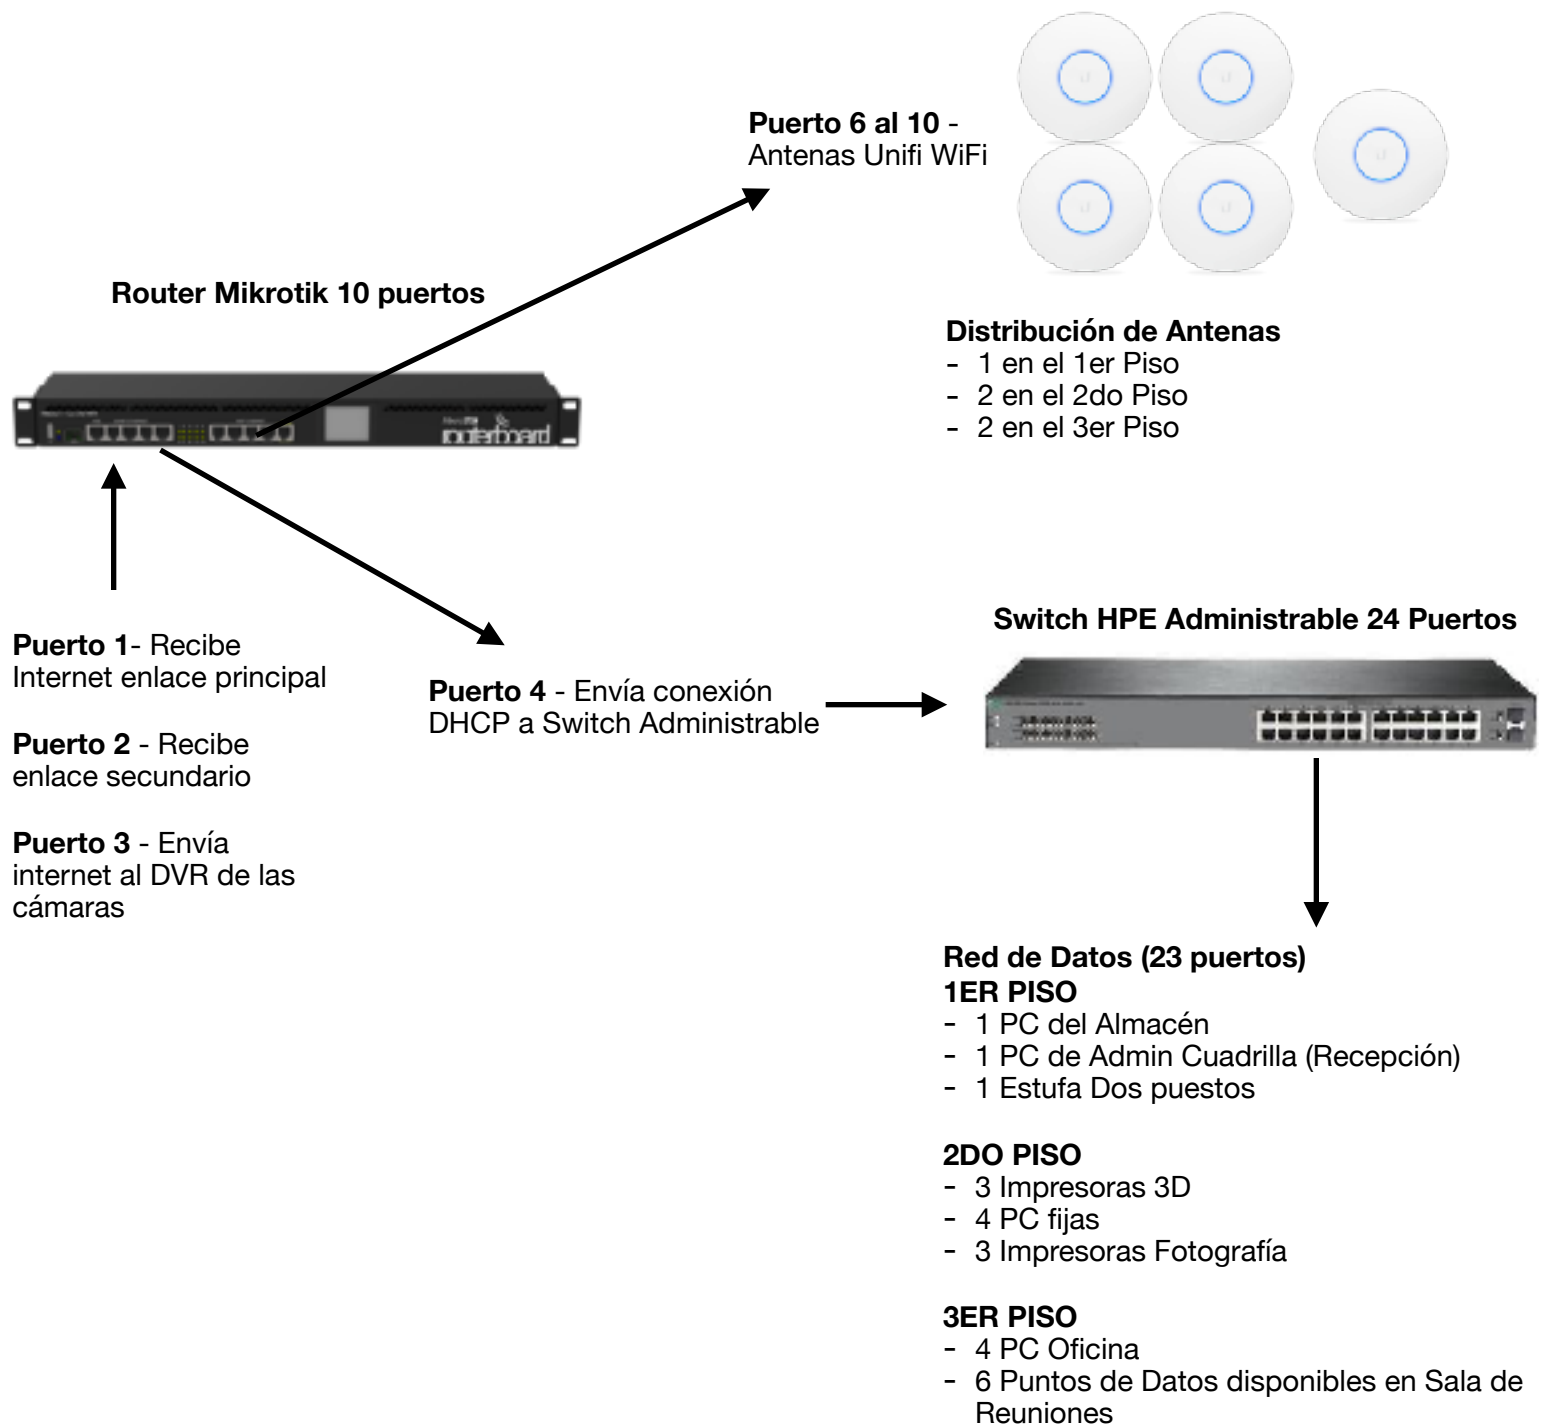 Puerto 6 al 10 -
Antenas Unifi WiFi
Router Mikrotik 10 puertos
routerboard
Distribución de Antenas
- 1 en el 1er Piso
- 2 en el 2do Piso
- 2 en el 3er Piso
Puerto 1- Recibe
Internet enlace principal
Puerto 2 - Recibe
enlace secundario
Puerto 3 - Envía
internet al DVR de las
cámaras
Puerto 4 - Envía conexión
DHCP a Switch Administrable
Switch HPE Administrable 24 Puertos
Red de Datos (23 puertos)
1ER PISO
- 1 PC del Almacén
- 1 PC de Admin Cuadrilla (Recepción)
- 1 Estufa Dos puestos
2DO PISO
- 3 Impresoras 3D
- 4 PC fijas
- 3 Impresoras Fotografía
3ER PISO
- 4 PC Oficina
- 6 Puntos de Datos disponibles en Sala de
Reuniones